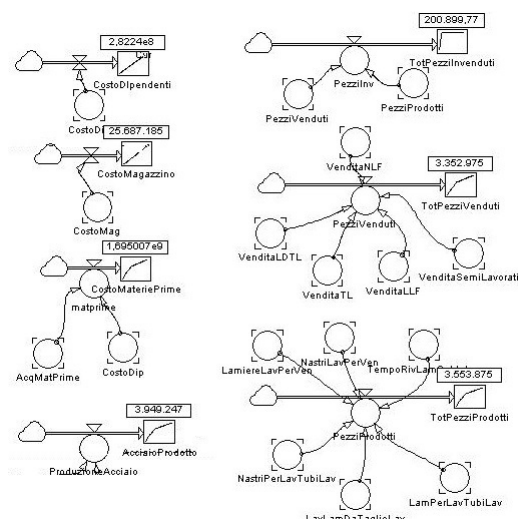 2,8224e8
CostoDIpendenti
25.687.185
CostoMagazzino
CostoMag
1,695007e9
CostoMateriePrime
matprime
AcqMatPrime
CostoDip
3.949.247
AcciaioProdotto
ProduzioneAcciaio
200.899,77
TotPezziInvenduti
PezziInv
PezziVenduti
PezziProdotti
VenditaNLF
3.352.975
TotPezziVenduti
PezziVenduti
VenditaLDTL
VenditaTL
VenditaLLF
VenditaSemiLavorati
LamiereLavPerVen
NastriLavPerVen
3.553.875
TotPezziProdotti
PezziProdotti
NastriPerLavTubiLav
LamPerLavTubiLav